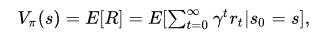 V_π(s) = E[R] = E[∑_{t=0}^{∞} γ^t r_t | s_0 = s],